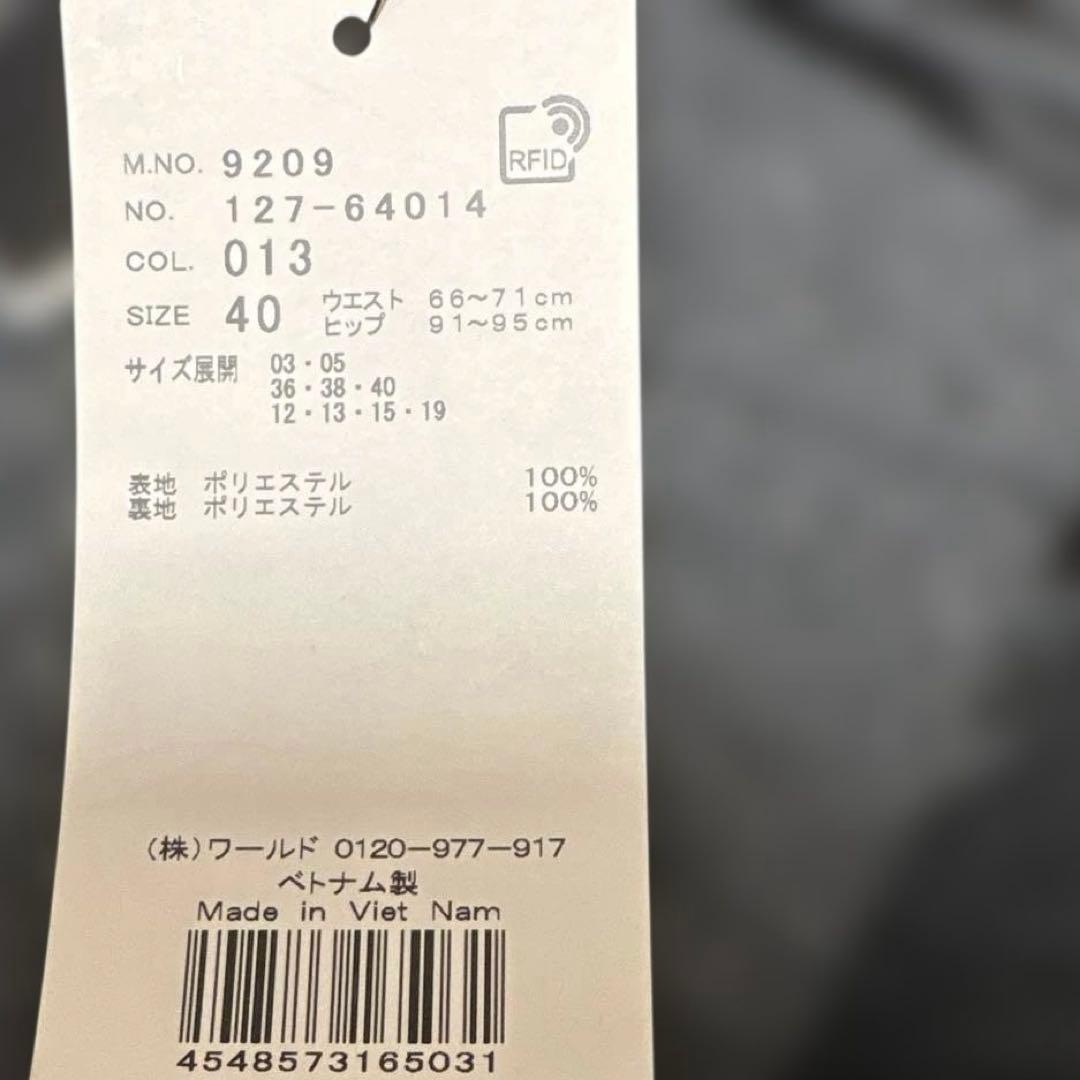 RFID
M.NO. 9209
NO. 127-64014
COL. 013
SIZE 40 ウエスト 66〜71cm
ヒップ 91〜95cm
サイズ展開 03・05
36・38・40
12・13・15・19
表地 ポリエステル 100%
裏地 ポリエステル 100%
(株)ワールド 0120-977-917
ベトナム製
Made in Viet Nam
4548573165031